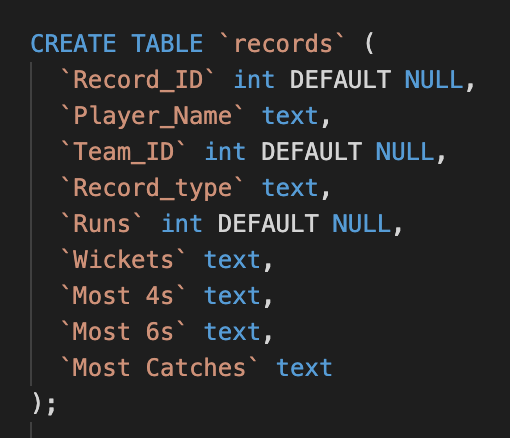 CREATE TABLE `records` (
  `Record_ID` int DEFAULT NULL,
  `Player_Name` text,
  `Team_ID` int DEFAULT NULL,
  `Record_type` text,
  `Runs` int DEFAULT NULL,
  `Wickets` text,
  `Most 4s` text,
  `Most 6s` text,
  `Most Catches` text
);